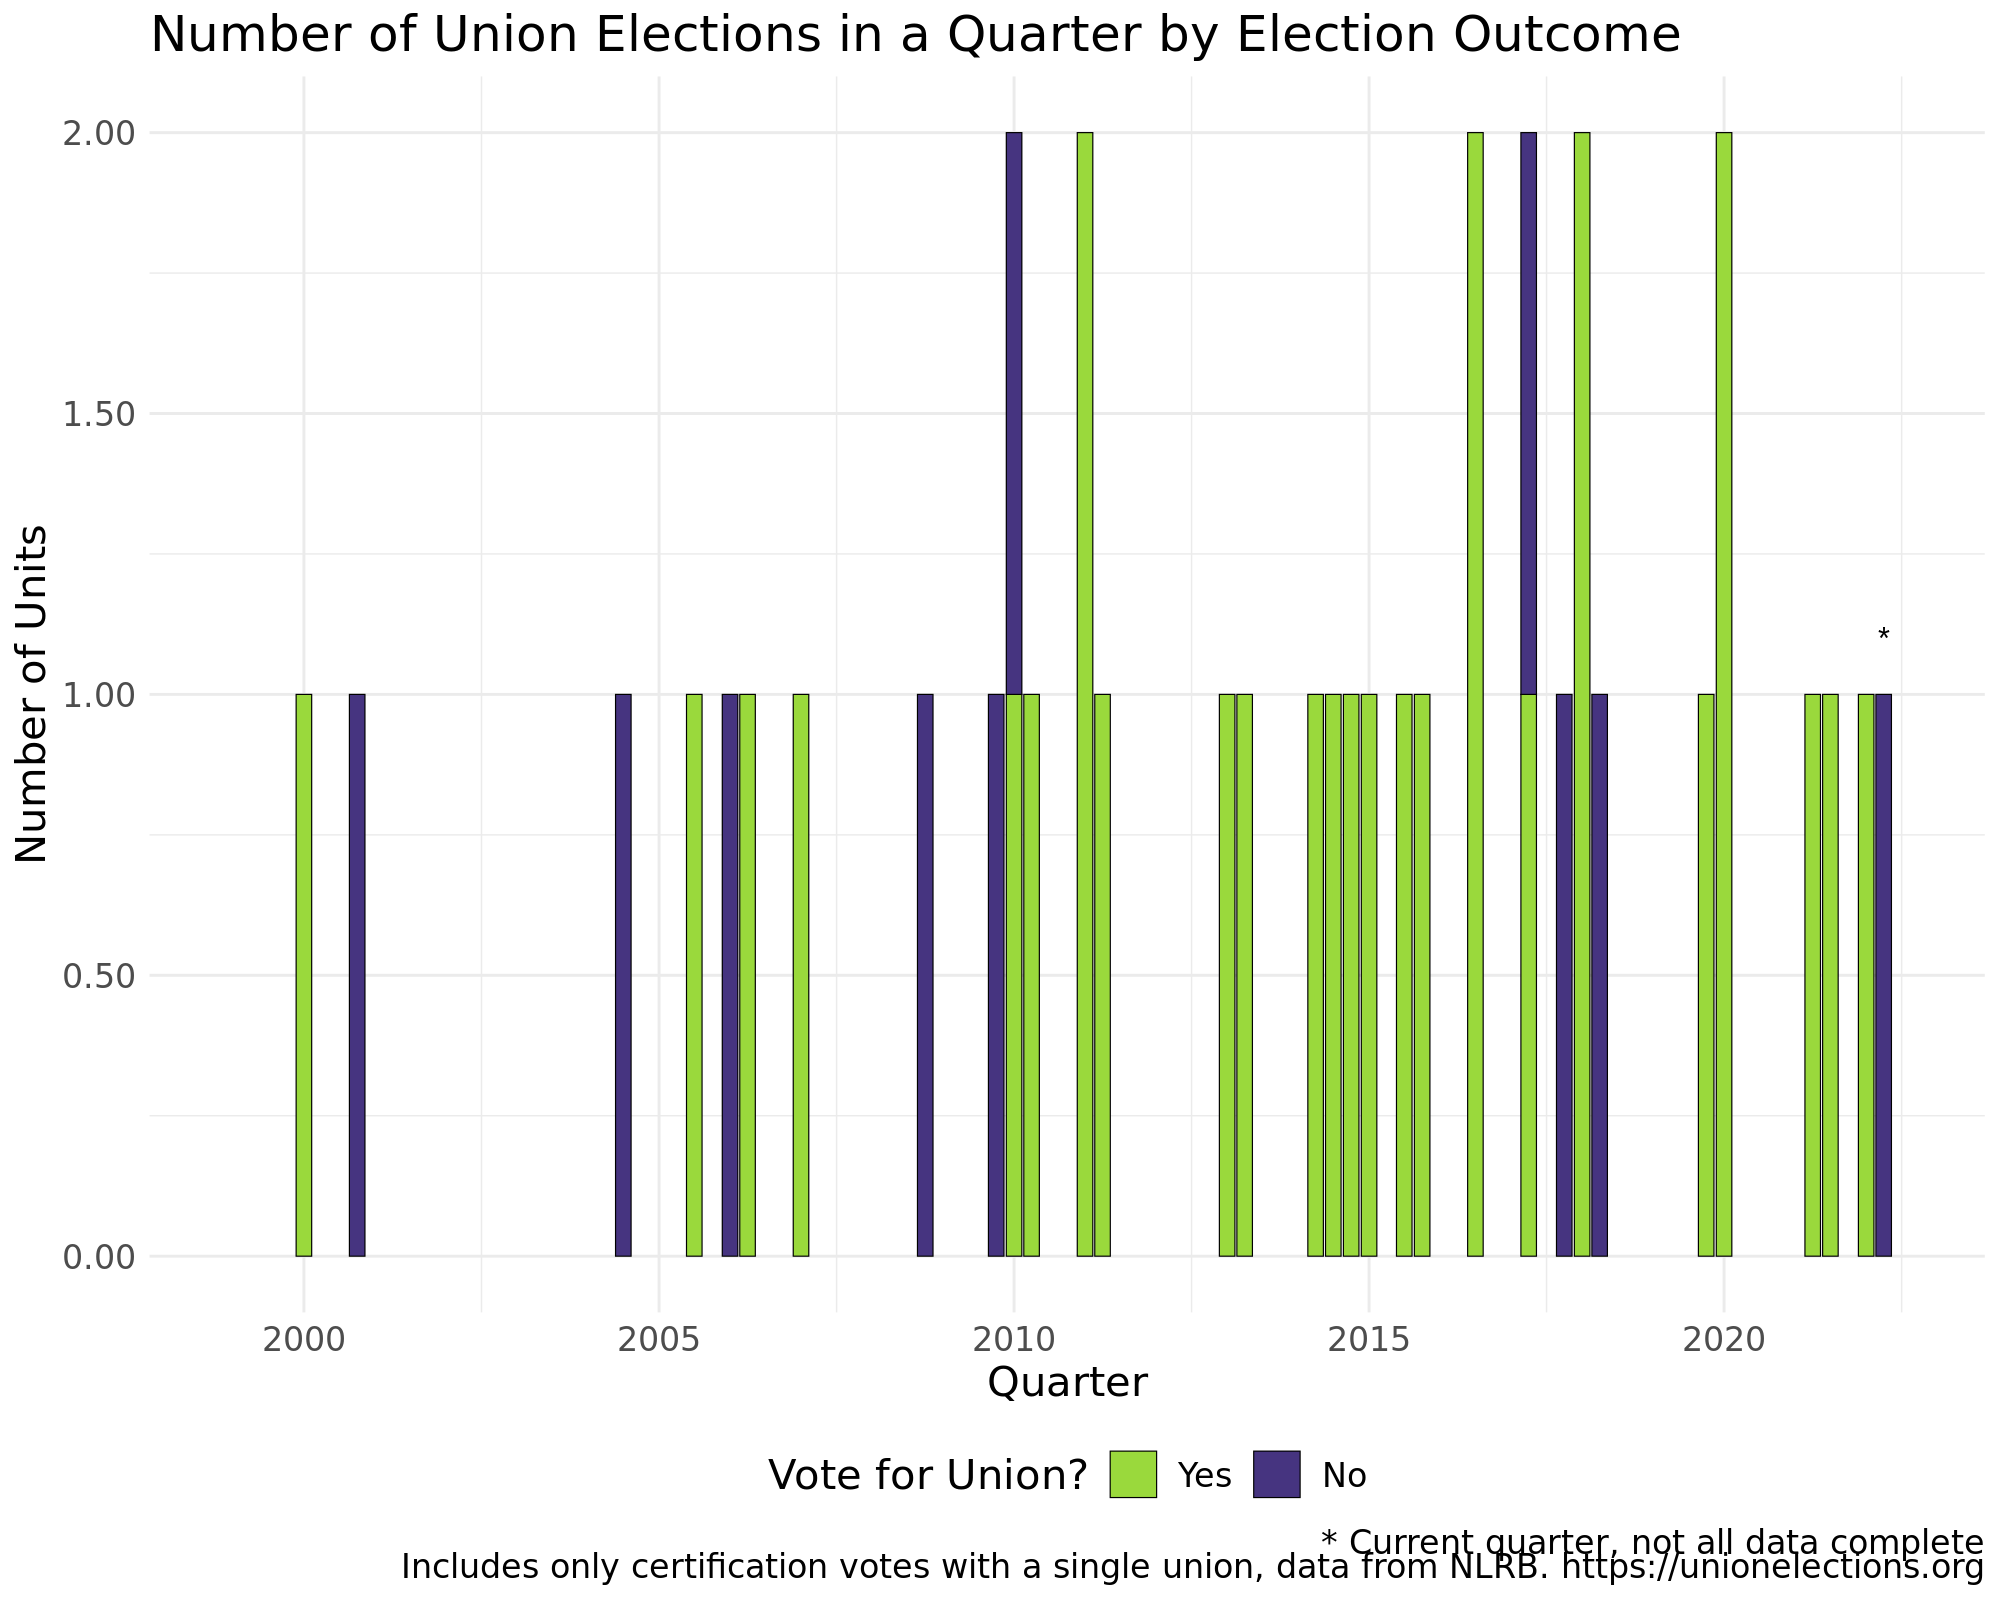 Number of Union Elections in a Quarter by Election Outcome
2.00
1.50
1.00
0.50
0.00
Number of Units
*
2000 2005 2010 2015 2020
Quarter
Vote for Union? Yes No
* Current quarter, not all data complete
Includes only certification votes with a single union, data from NLRB. https://unionelections.org